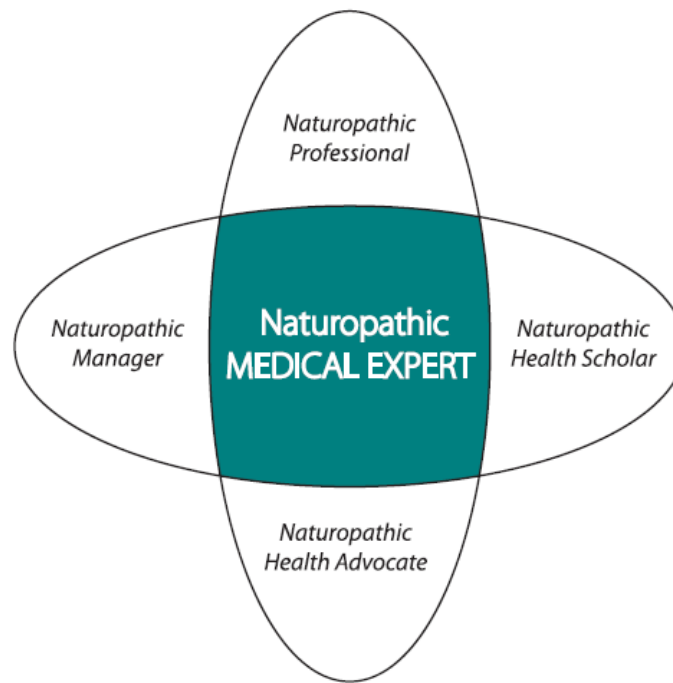 Naturopathic
Professional
Naturopathic
Manager
Naturopathic
MEDICAL EXPERT
Naturopathic
Health Scholar
Naturopathic
Health Advocate